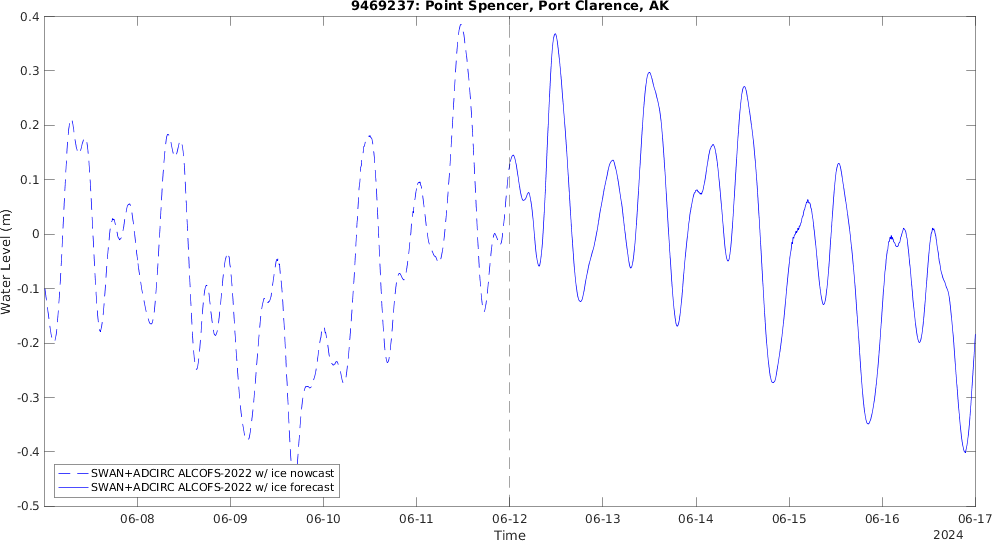 9469237: Point Spencer, Port Clarence, AK
0.4
0.3
0.2
0.1
0
-0.1
-0.2
-0.3
-0.4
-0.5
Water Level (m)
SWAN+ADCIRC ALCOFS-2022 w/ ice nowcast
SWAN+ADCIRC ALCOFS-2022 w/ ice forecast
06-08 06-09 06-10 06-11 06-12 06-13 06-14 06-15 06-16 06-17
Time
2024